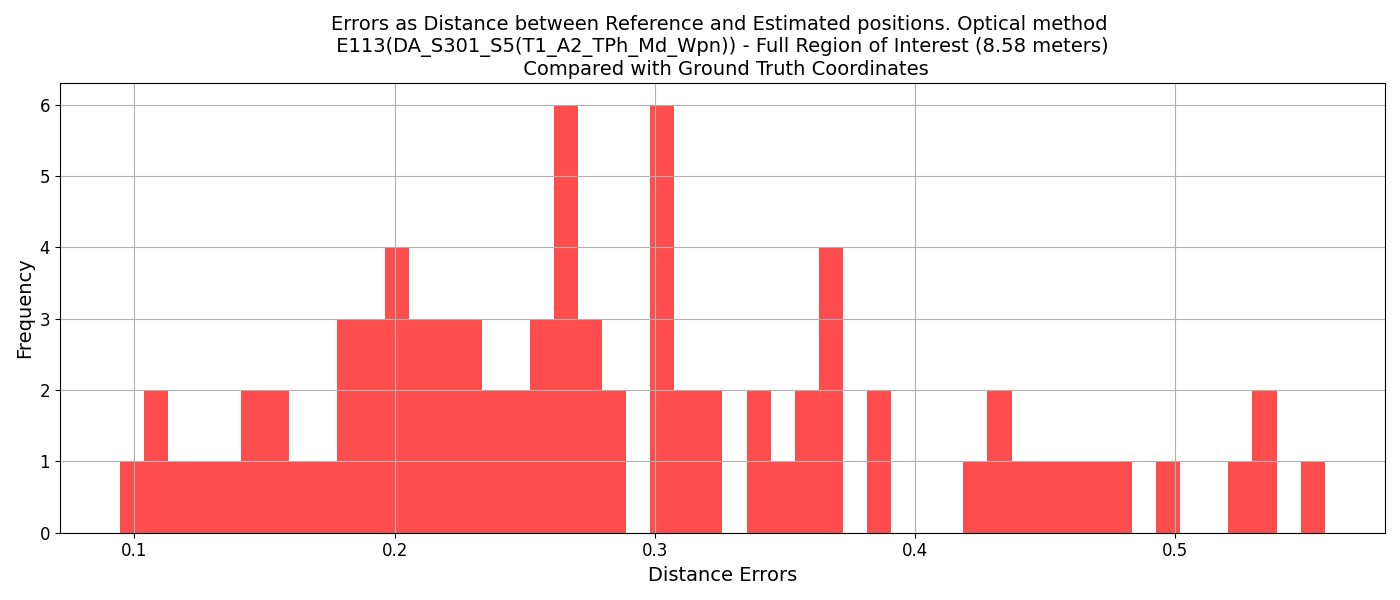 Errors as Distance between Reference and Estimated positions. Optical method
E113(DA_S301_S5(T1_A2_TPh_Md_Wpn)) - Full Region of Interest (8.58 meters)
Compared with Ground Truth Coordinates
Frequency
6
5
4
3
2
1
0
0.1 0.2 0.3 0.4 0.5
Distance Errors